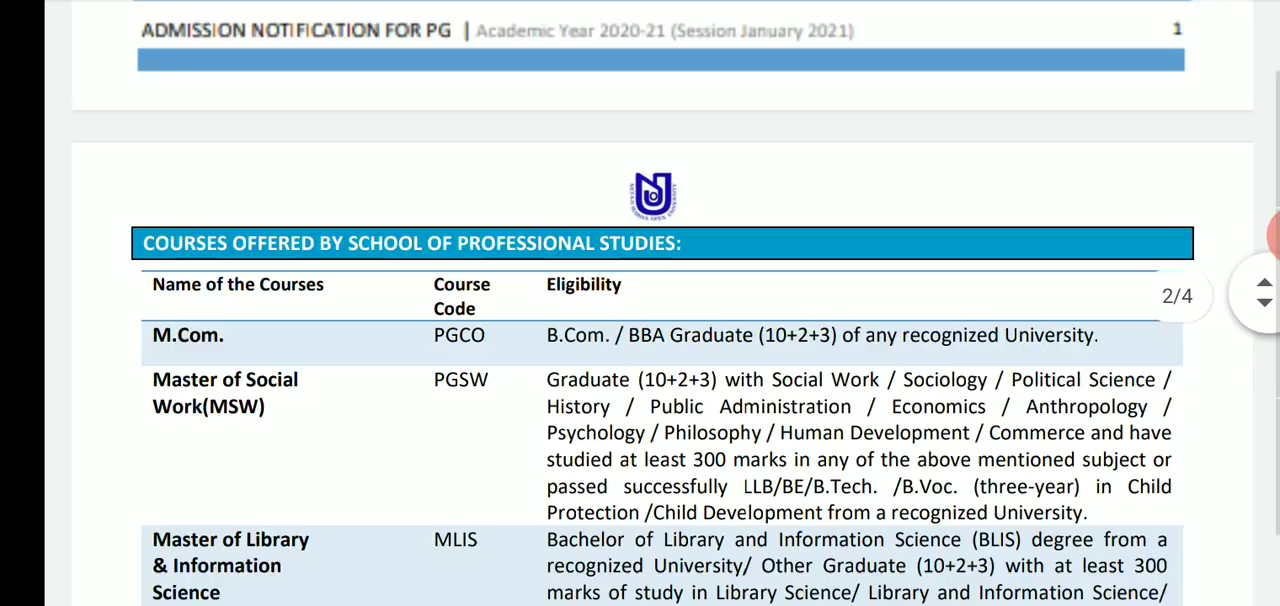 ADMISSION NOTIFICATION FOR PG | Academic Year 2020-21 (Session January 2021) 1
COURSES OFFERED BY SCHOOL OF PROFESSIONAL STUDIES:
Name of the Courses Course Code Eligibility
2/4
M.Com. PGCO B.Com. / BBA Graduate (10+2+3) of any recognized University.
Master of Social Work(MSW) PGSW Graduate (10+2+3) with Social Work / Sociology / Political Science /
History / Public Administration / Economics / Anthropology /
Psychology / Philosophy / Human Development / Commerce and have
studied at least 300 marks in any of the above mentioned subject or
passed successfully LLB/BE/B.Tech. /B.Voc. (three-year) in Child
Protection /Child Development from a recognized University.
Master of Library & Information Science MLIS Bachelor of Library and Information Science (BLIS) degree from a
recognized University/ Other Graduate (10+2+3) with at least 300
marks of study in Library Science/ Library and Information Science/